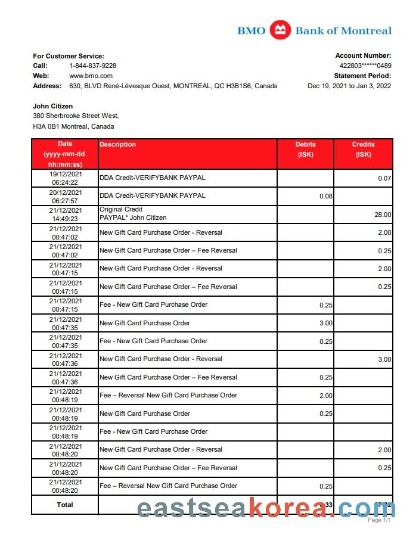 BMO Bank of Montreal
For Customer Service:
Call: 1-844-837-9228
Web: www.bmo.com
Address: 630, BLVD René-Lévesque Ouest, MONTREAL, QC H3B1S6, Canada
Account Number:
422803******0489
Statement Period:
Dec 19, 2021 to Jan 3, 2022
John Citizen
380 Sherbrooke Street West,
H3A 0B1 Montreal, Canada
Date (yyyy-mm-dd hh:mm:ss) Description Debits (ISK) Credits (ISK)
19/12/2021 06:24:22 DDA Credit-VERIFYBANK PAYPAL 0.07
20/12/2021 06:27:57 DDA Credit-VERIFYBANK PAYPAL 0.08
21/12/2021 14:49:23 Original Credit PAYPAL* John Citizen 28.00
21/12/2021 00:47:02 New Gift Card Purchase Order - Reversal 2.00
21/12/2021 00:47:02 New Gift Card Purchase Order – Fee Reversal 0.25
21/12/2021 00:47:15 New Gift Card Purchase Order - Reversal 2.00
21/12/2021 00:47:15 New Gift Card Purchase Order – Fee Reversal 0.25
21/12/2021 00:47:15 Fee - New Gift Card Purchase Order 0.25
21/12/2021 00:47:35 New Gift Card Purchase Order 3.00
21/12/2021 00:47:35 Fee - New Gift Card Purchase Order 0.25
21/12/2021 00:47:36 New Gift Card Purchase Order - Reversal 3.00
21/12/2021 00:47:36 New Gift Card Purchase Order – Fee Reversal 0.25
21/12/2021 00:48:19 Fee – Reversal New Gift Card Purchase Order 2.00
21/12/2021 00:48:19 New Gift Card Purchase Order 0.25
21/12/2021 00:48:19 Fee - New Gift Card Purchase Order
21/12/2021 00:48:20 New Gift Card Purchase Order - Reversal 2.00
21/12/2021 00:48:20 New Gift Card Purchase Order – Fee Reversal 0.25
21/12/2021 00:48:20 Fee – Reversal New Gift Card Purchase Order 0.25
Total
eastseakorea.com
Page 1/1